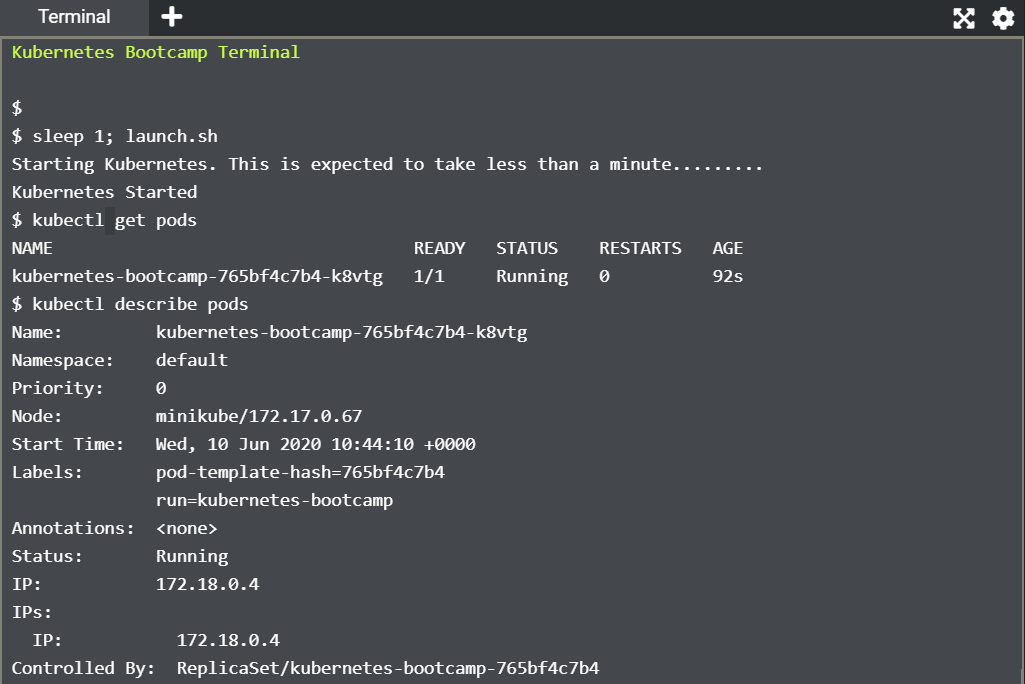 Terminal
Kubernetes Bootcamp Terminal
$
$ sleep 1; launch.sh
Starting Kubernetes. This is expected to take less than a minute.........
Kubernetes Started
$ kubectl get pods
NAME                                   READY   STATUS    RESTARTS   AGE
kubernetes-bootcamp-765bf4c7b4-k8vtg   1/1     Running   0          92s
$ kubectl describe pods
Name:         kubernetes-bootcamp-765bf4c7b4-k8vtg
Namespace:    default
Priority:     0
Node:         minikube/172.17.0.67
Start Time:   Wed, 10 Jun 2020 10:44:10 +0000
Labels:       pod-template-hash=765bf4c7b4
              run=kubernetes-bootcamp
Annotations:  <none>
Status:       Running
IP:           172.18.0.4
IPs:
  IP:           172.18.0.4
Controlled By:  ReplicaSet/kubernetes-bootcamp-765bf4c7b4